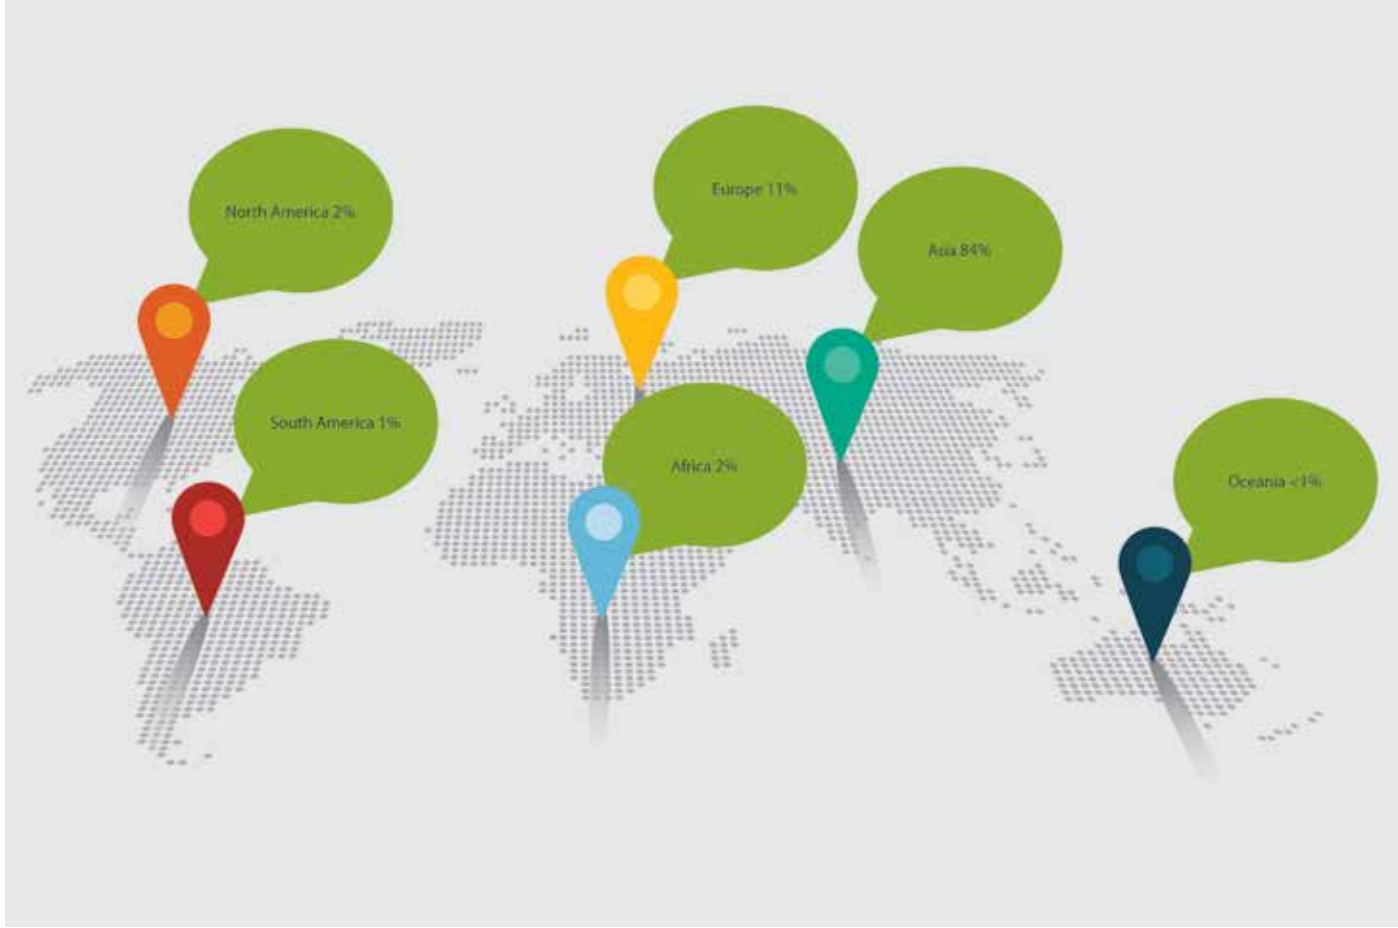 Europe 11%
North America 2%
Asia 84%
South America 1%
Africa 2%
Oceania <1%